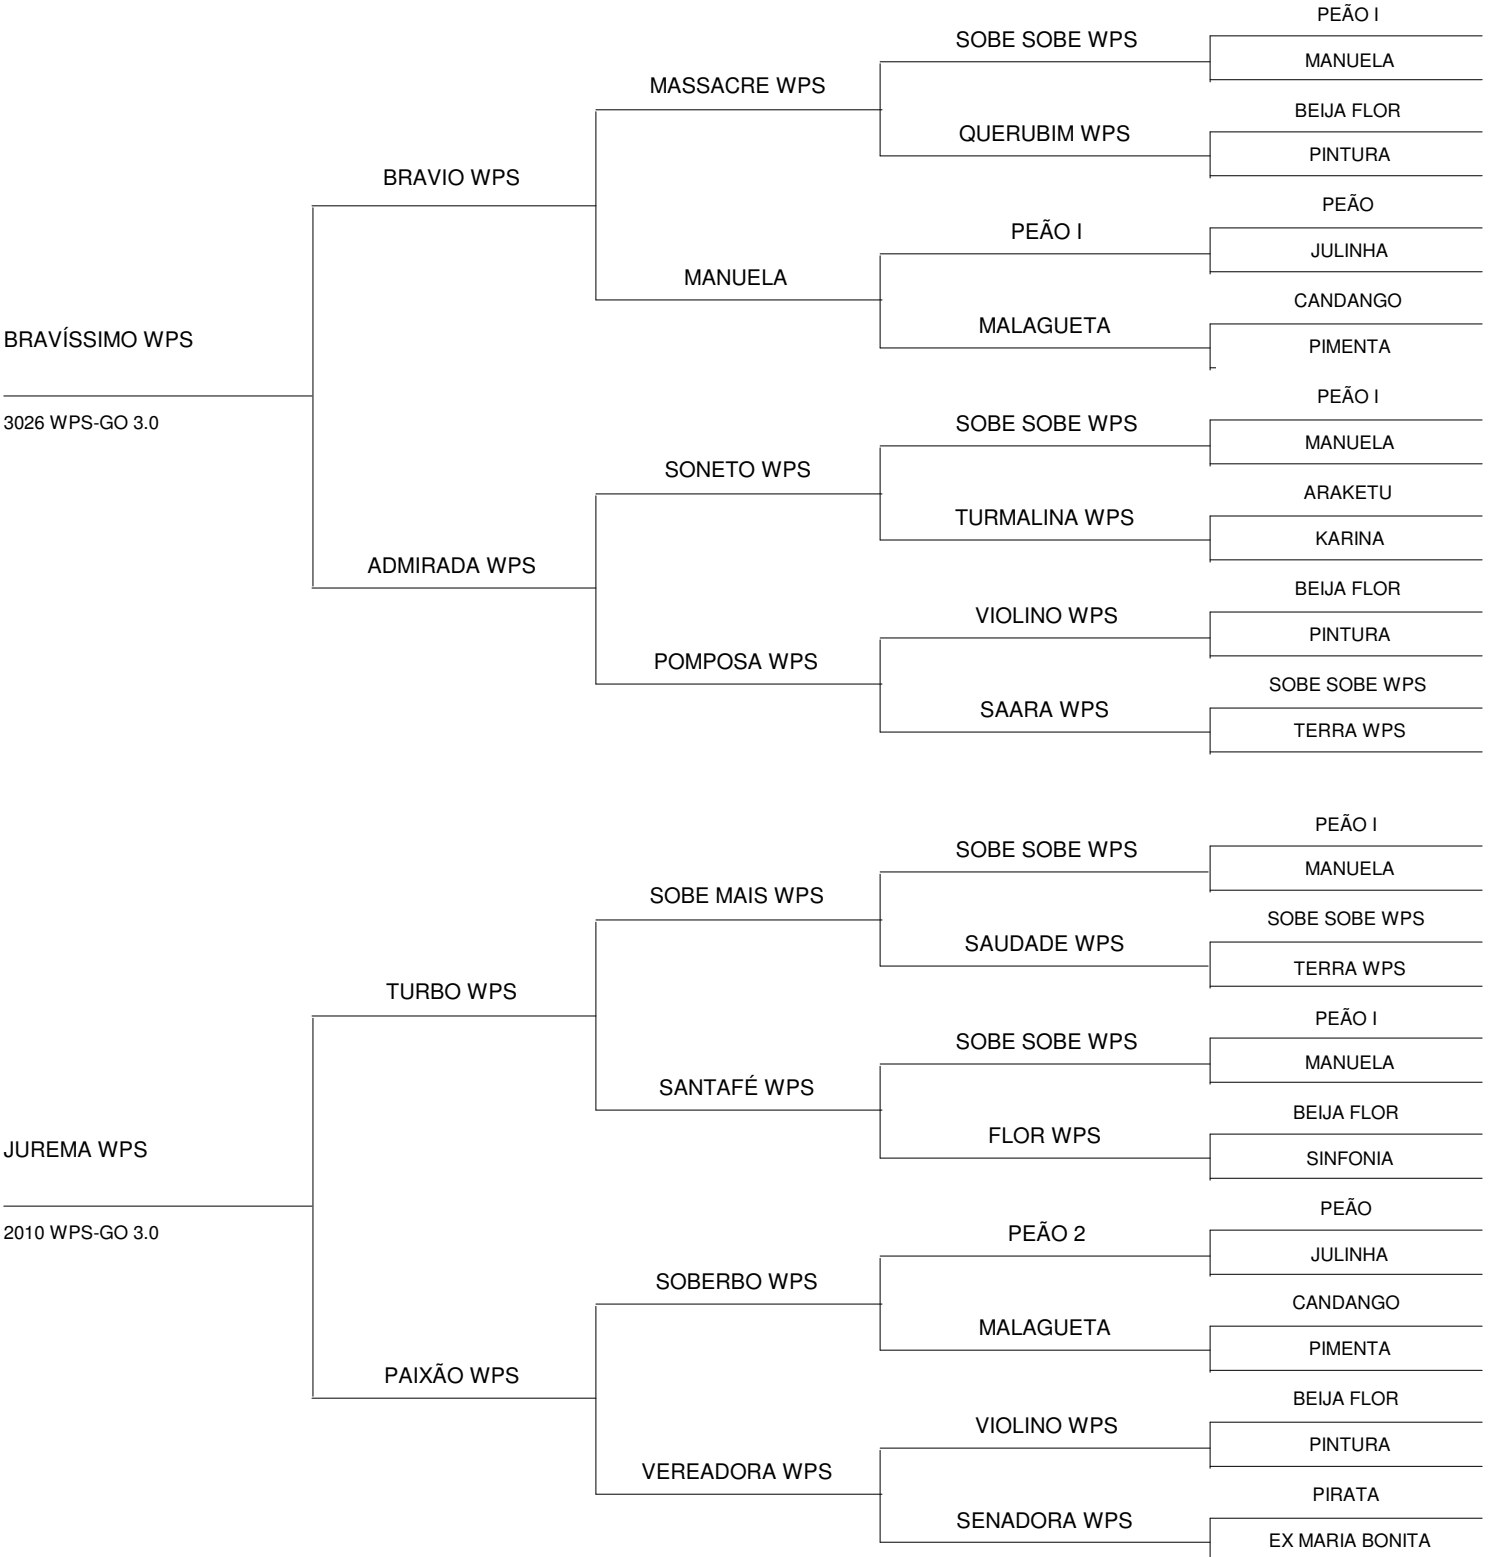 PEÃO I
SOBE SOBE WPS
MANUELA
MASSACRE WPS
BEIJA FLOR
QUERUBIM WPS
PINTURA
BRAVIO WPS
PEÃO
PEÃO I
JULINHA
MANUELA
CANDANGO
MALAGUETA
PIMENTA
BRAVÍSSIMO WPS
3026 WPS-GO 3.0
PEÃO I
SOBE SOBE WPS
MANUELA
SONETO WPS
ARAKETU
TURMALINA WPS
KARINA
ADMIRADA WPS
BEIJA FLOR
VIOLINO WPS
PINTURA
POMPOSA WPS
SOBE SOBE WPS
SAARA WPS
TERRA WPS
PEÃO I
SOBE SOBE WPS
MANUELA
SOBE MAIS WPS
SOBE SOBE WPS
SAUDADE WPS
TERRA WPS
TURBO WPS
PEÃO I
SOBE SOBE WPS
MANUELA
SANTAFÉ WPS
BEIJA FLOR
FLOR WPS
SINFONIA
JUREMA WPS
2010 WPS-GO 3.0
PEÃO
PEÃO 2
JULINHA
SOBERBO WPS
CANDANGO
MALAGUETA
PIMENTA
PAIXÃO WPS
BEIJA FLOR
VIOLINO WPS
PINTURA
VEREADORA WPS
PIRATA
SENADORA WPS
EX MARIA BONITA